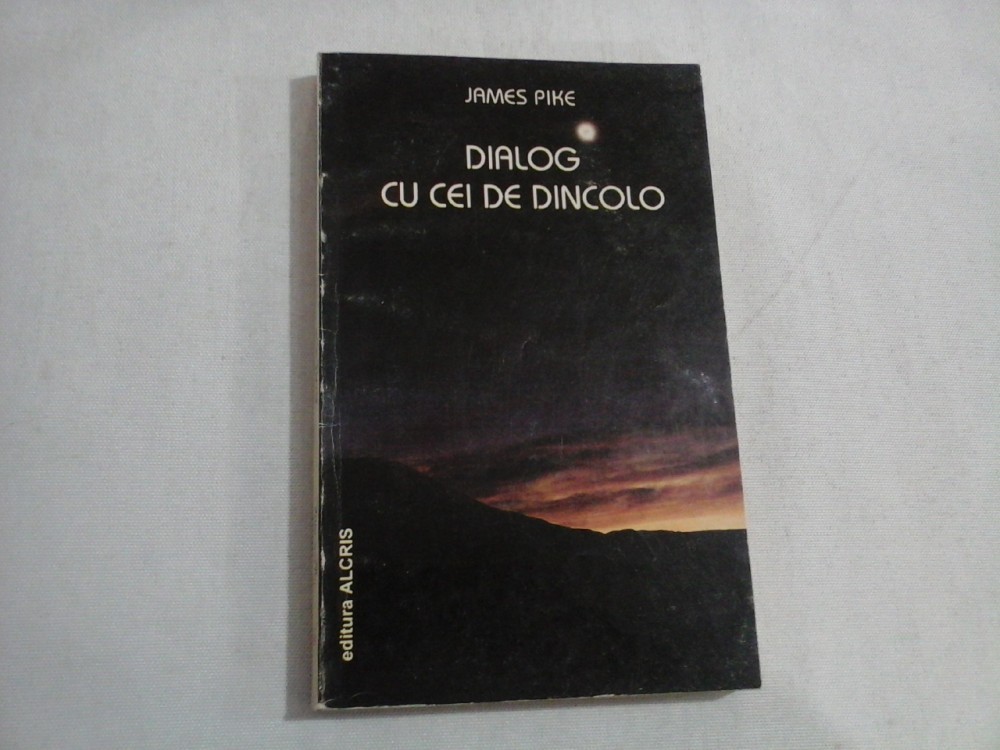 JAMES PIKE
DIALOG
CU CEI DE DINCOLO
editura ALCRIS